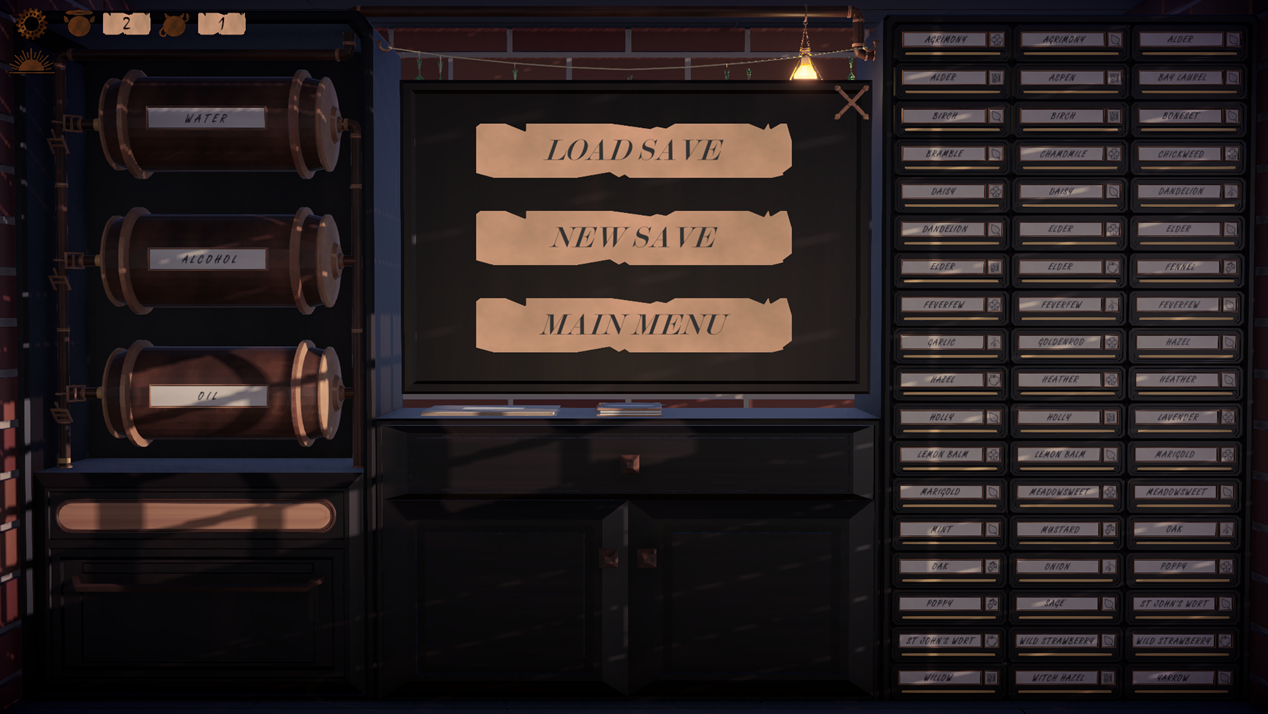 2
1
WATER
ALCOHOL
OIL
LOAD SAVE
NEW SAVE
MAIN MENU
AGRIMONY AGRIMONY ALDER
ALDER ASPEN BAY LAUREL
BIRCH BIRCH BONESET
BRAMBLE CHAMOMILE CHICKWEED
DAISY DAISY DANDELION
DANDELION ELDER ELDER
ELDER ELDER FENNEL
FEVERFEW FEVERFEW FEVERFEW
GARLIC GOLDENROD HAZEL
HAZEL HEATHER HEATHER
HOLLY HOLLY LAVENDER
LEMON BALM LEMON BALM MARIGOLD
MARIGOLD MEADOWSWEET MEADOWSWEET
MINT MUSTARD OAK
OAK ONION POPPY
POPPY SAGE ST JOHN'S WORT
ST JOHN'S WORT WILD STRAWBERRY WILD STRAWBERRY
WILLOW WITCH HAZEL YARROW